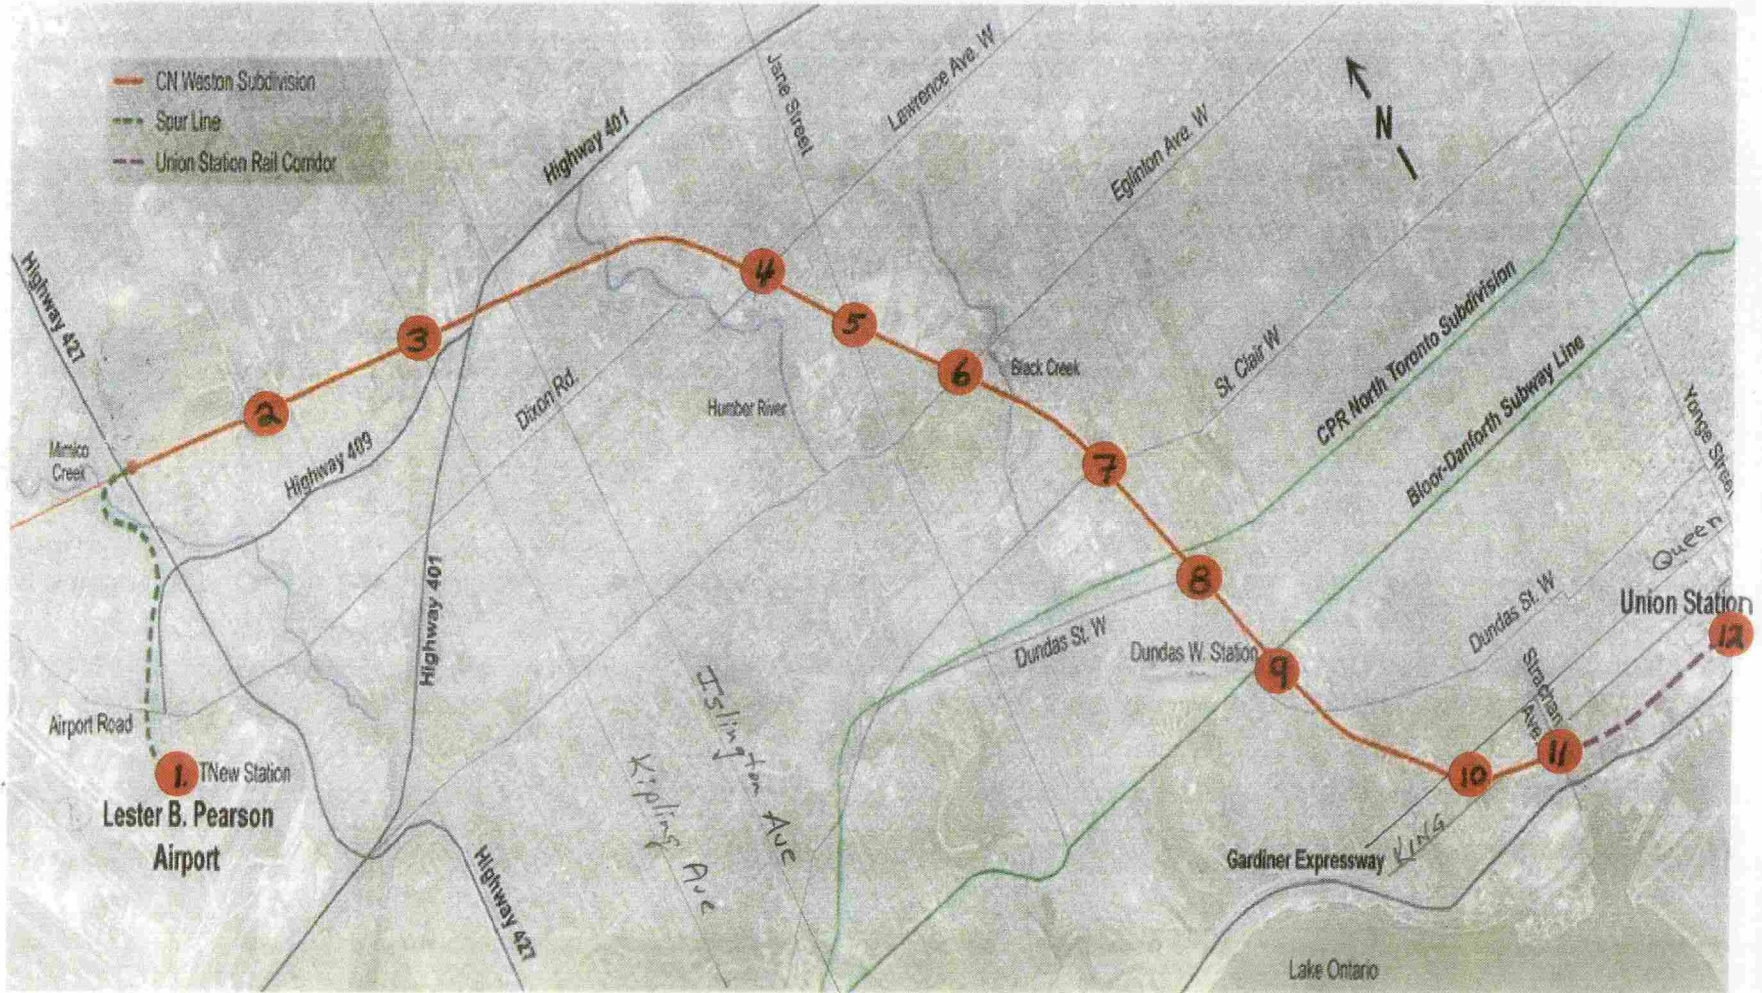 CN Weston Subdivision
Spur Line
Union Station Rail Corridor
Highway 401
Jane Street
Lawrence Ave. W
Eglinton Ave. W
N
Highway 427
4
3
5
6
Black Creek
2
Dixon Rd.
Humber River
St. Clair W
CPR North Toronto Subdivision
Bloor-Danforth Subway Line
Yonge Street
Mimico
Creek
Highway 409
7
8
Highway 401
Dundas St. W
Dundas W. Station
9
Dundas St. W
Queen
Union Station
12
Strachan
Ave.
Airport Road
1.
TNew Station
Lester B. Pearson
Airport
Islington Ave
Kipling Ave
10
11
KING
Gardiner Expressway
Highway 427
Lake Ontario